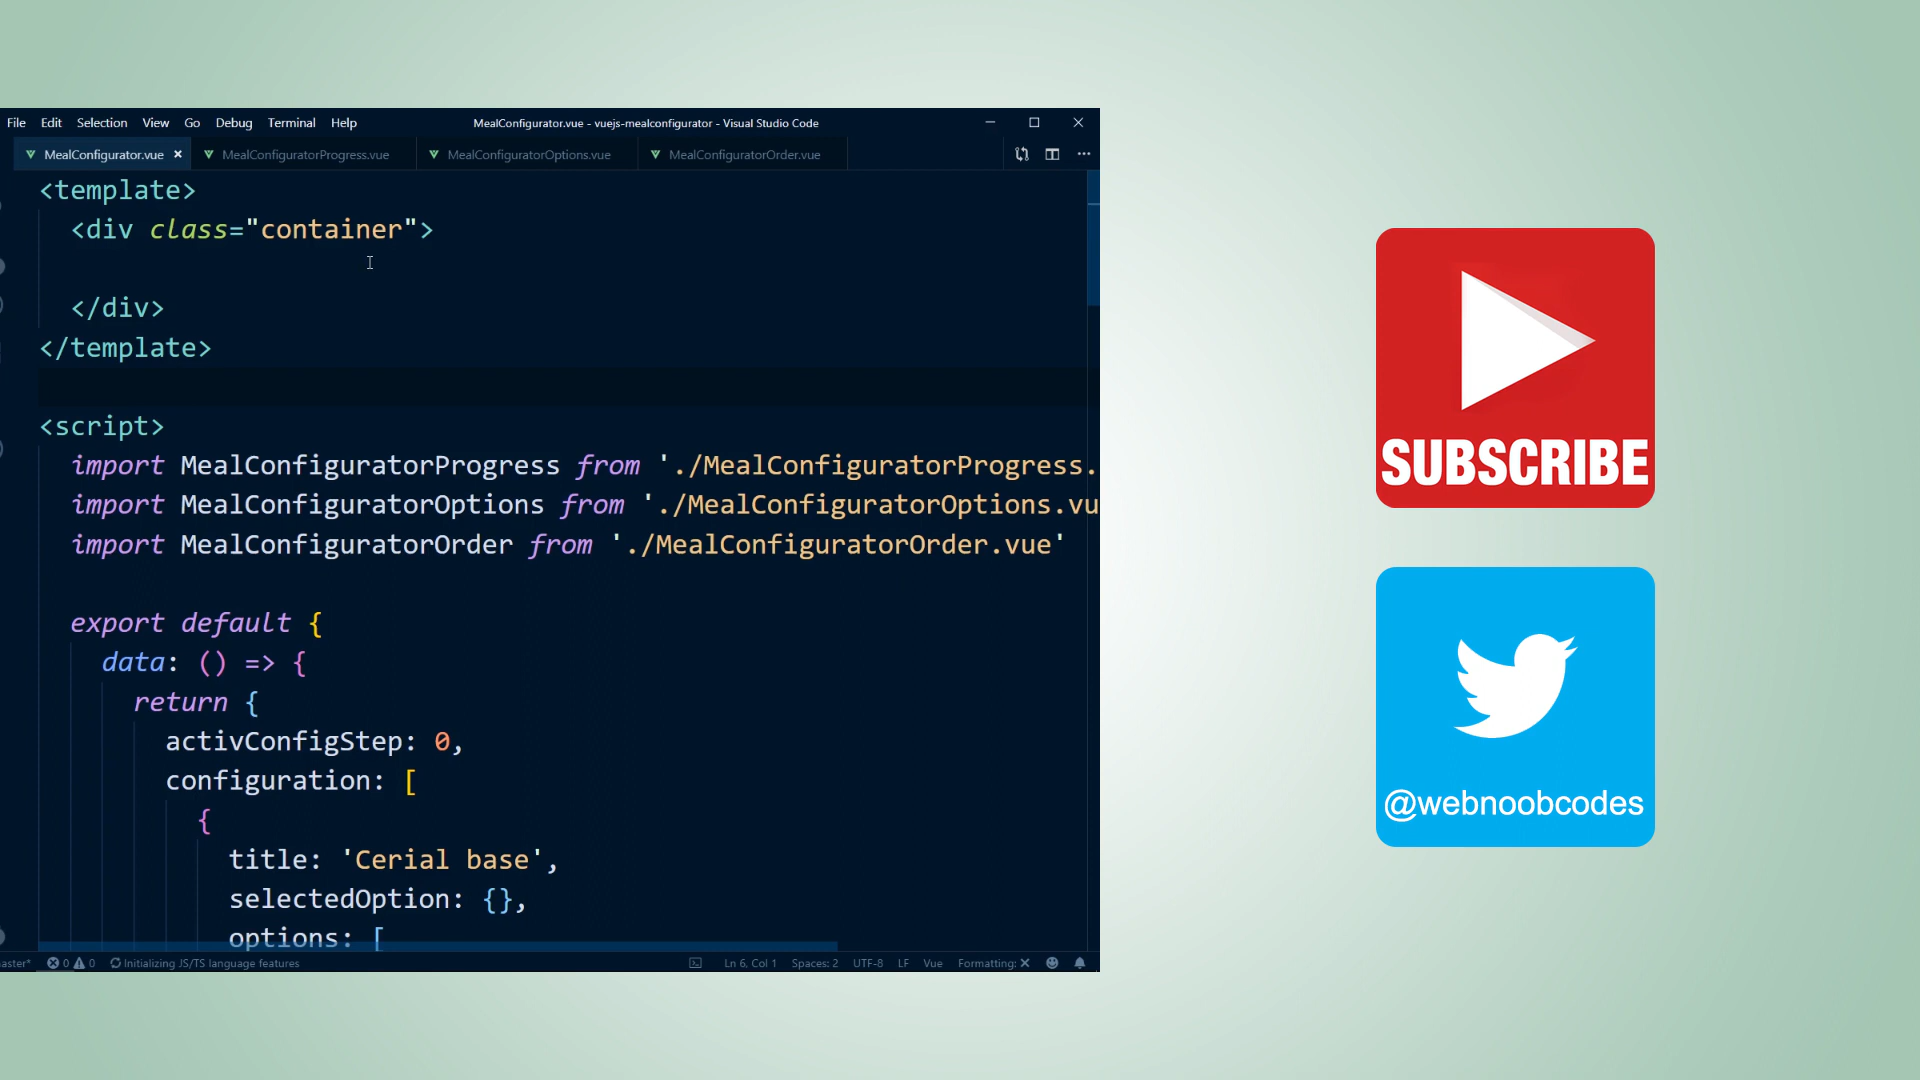 File Edit Selection View Go Debug Terminal Help MealConfigurator.vue - vuejs-mealconfigurator - Visual Studio Code
MealConfigurator.vue MealConfiguratorProgress.vue MealConfiguratorOptions.vue MealConfiguratorOrder.vue
<template>
<div class="container">
</div>
</template>
<script>
import MealConfiguratorProgress from './MealConfiguratorProgress.
import MealConfiguratorOptions from './MealConfiguratorOptions.vu
import MealConfiguratorOrder from './MealConfiguratorOrder.vue'
export default {
data: () => {
return {
activConfigStep: 0,
configuration: [
{
title: 'Cerial base',
selectedOption: {},
options: [
aster* 0 0 Initializing JS/TS language features Ln 6, Col 1 Spaces: 2 UTF-8 LF Vue Formatting: ✕
SUBSCRIBE
@webnoobcodes